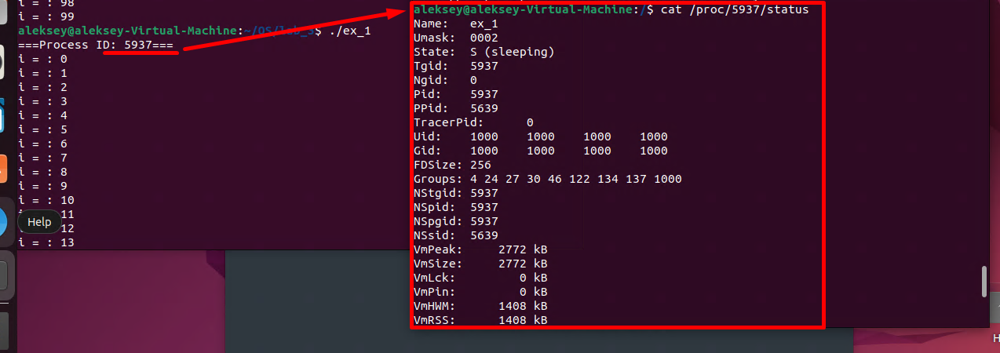 i = : 98
i = : 99
aleksey@aleksey-Virtual-Machine:~/OS/lab_3$ ./ex_1
===Process ID: 5937===
i = : 0
i = : 1
i = : 2
i = : 3
i = : 4
i = : 5
i = : 6
i = : 7
i = : 8
i = : 9
i = : 10
11
Help
12
i = : 13
aleksey@aleksey-Virtual-Machine:/$ cat /proc/5937/status
Name:   ex_1
Umask:  0002
State:  S (sleeping)
Tgid:   5937
Ngid:   0
Pid:    5937
PPid:   5639
TracerPid:      0
Uid:    1000    1000    1000    1000
Gid:    1000    1000    1000    1000
FDSize: 256
Groups: 4 24 27 30 46 122 134 137 1000
NStgid: 5937
NSpid:  5937
NSpgid: 5937
NSsid:  5639
VmPeak:     2772 kB
VmSize:     2772 kB
VmLck:         0 kB
VmPin:         0 kB
VmHWM:      1408 kB
VmRSS:      1408 kB
H